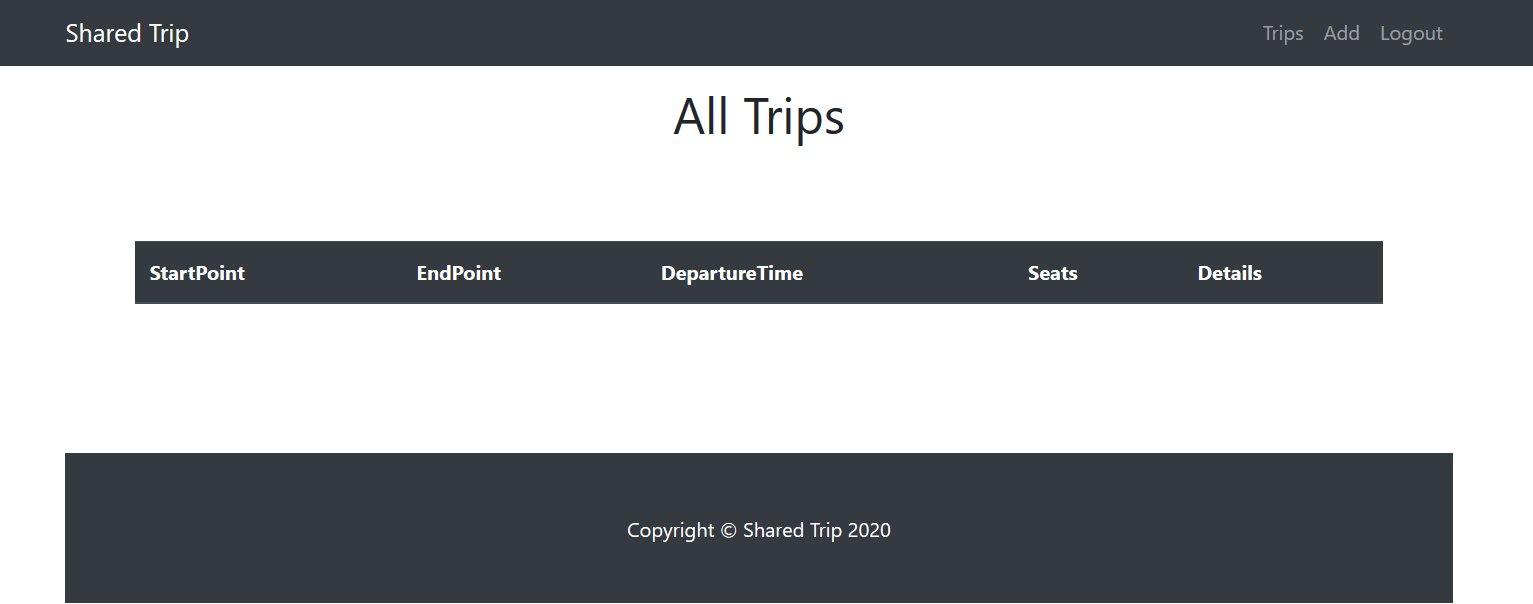 Shared Trip Trips Add Logout
All Trips
StartPoint EndPoint DepartureTime Seats Details
Copyright © Shared Trip 2020